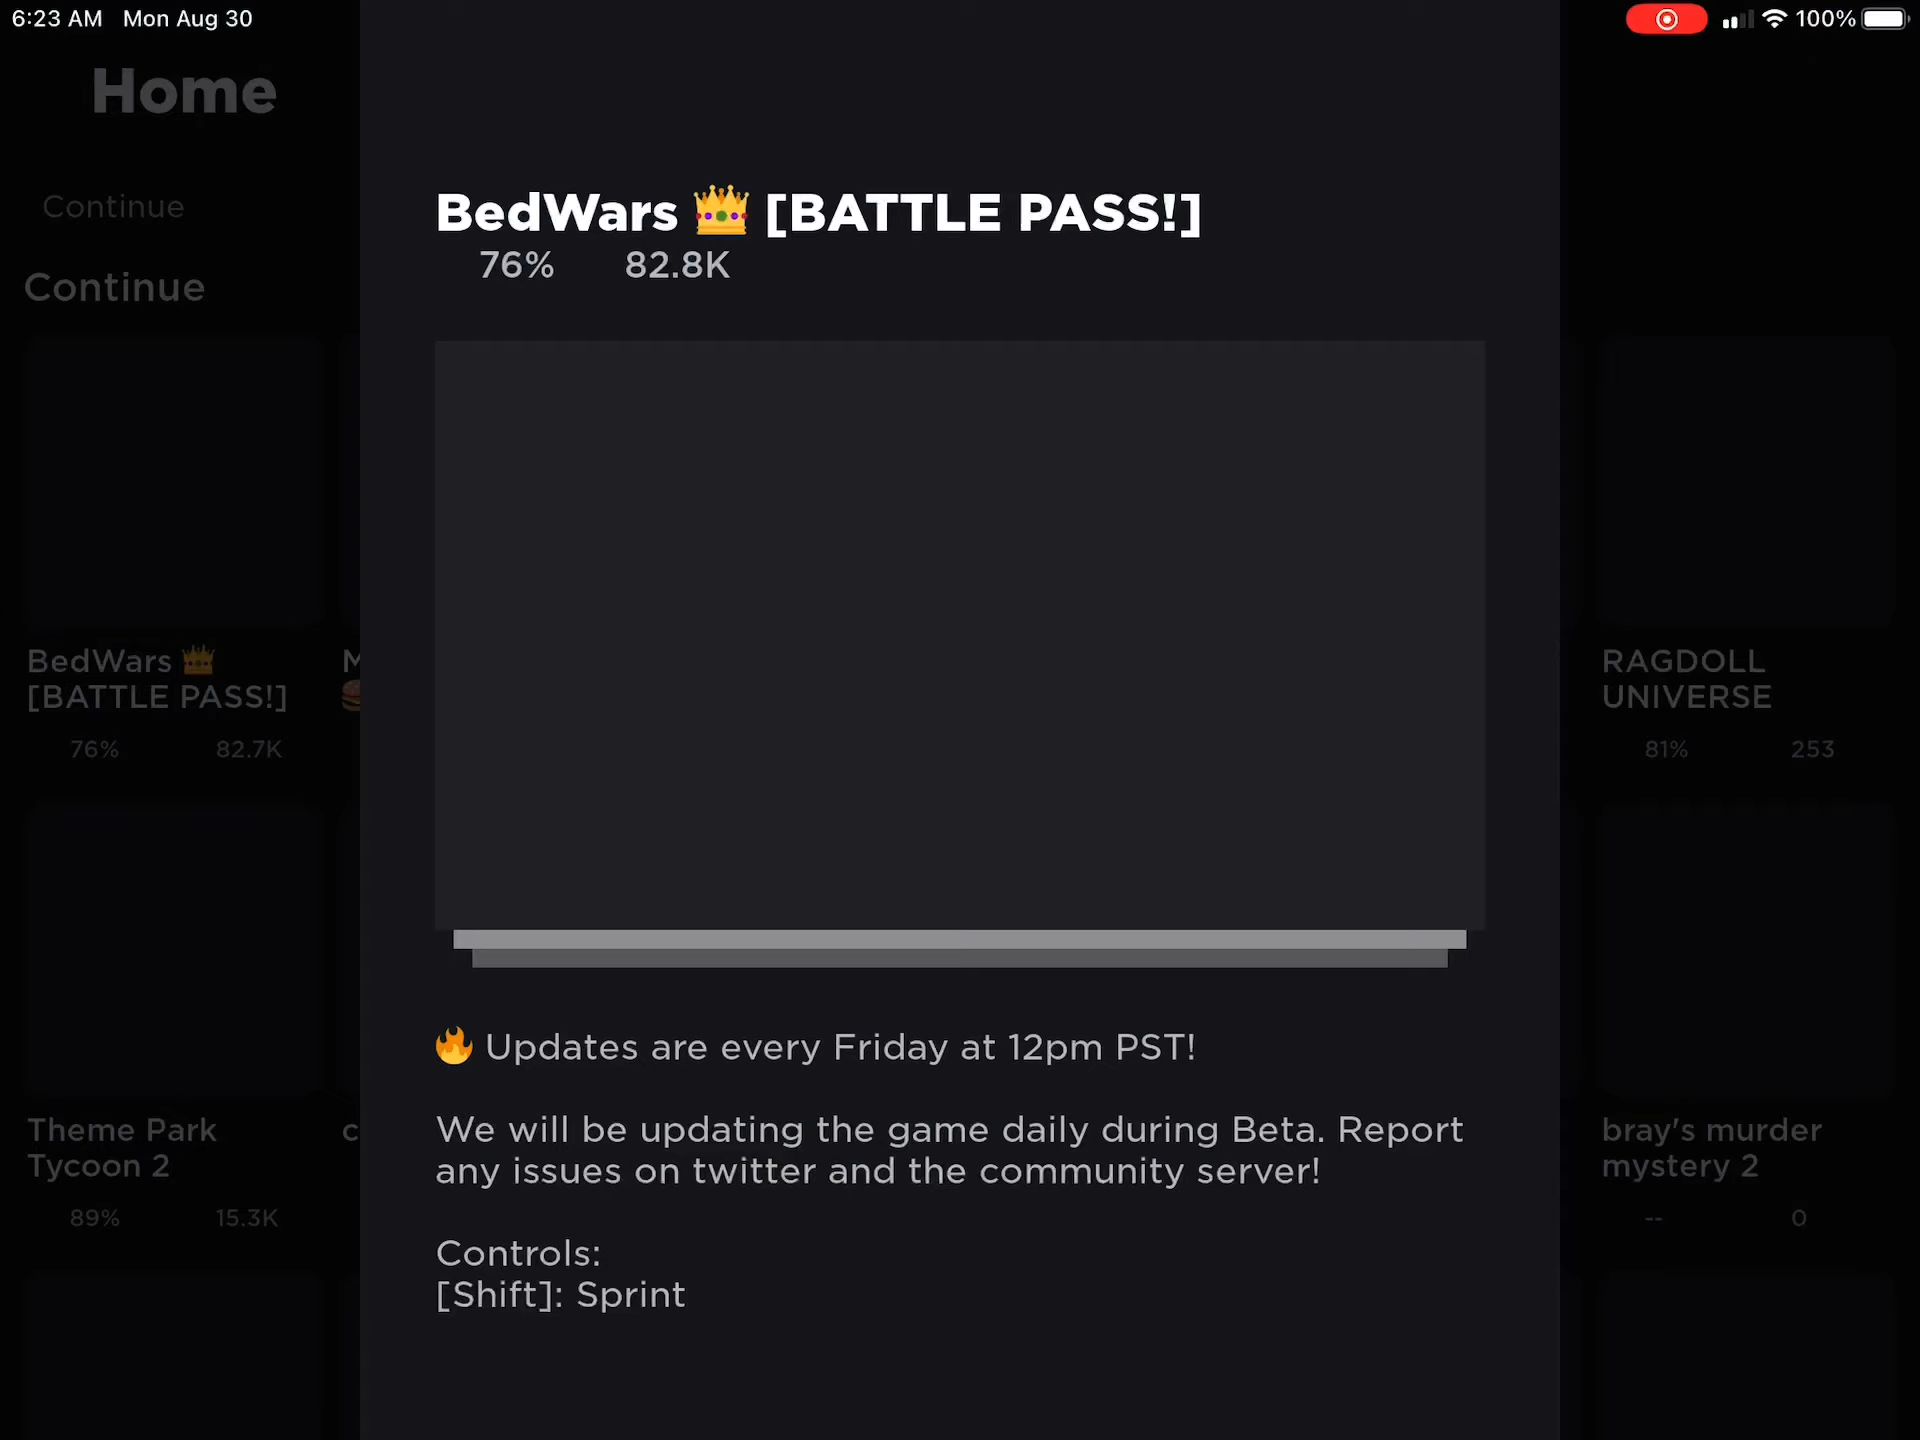 6:23 AM Mon Aug 30
100%
Home
Continue
Continue
BedWars 👑
[BATTLE PASS!]
76% 82.7K
M
🍔
RAGDOLL
UNIVERSE
81% 253
Theme Park
Tycoon 2
89% 15.3K
c
bray's murder
mystery 2
-- 0
BedWars 👑 [BATTLE PASS!]
76% 82.8K
🔥 Updates are every Friday at 12pm PST!
We will be updating the game daily during Beta. Report
any issues on twitter and the community server!
Controls:
[Shift]: Sprint